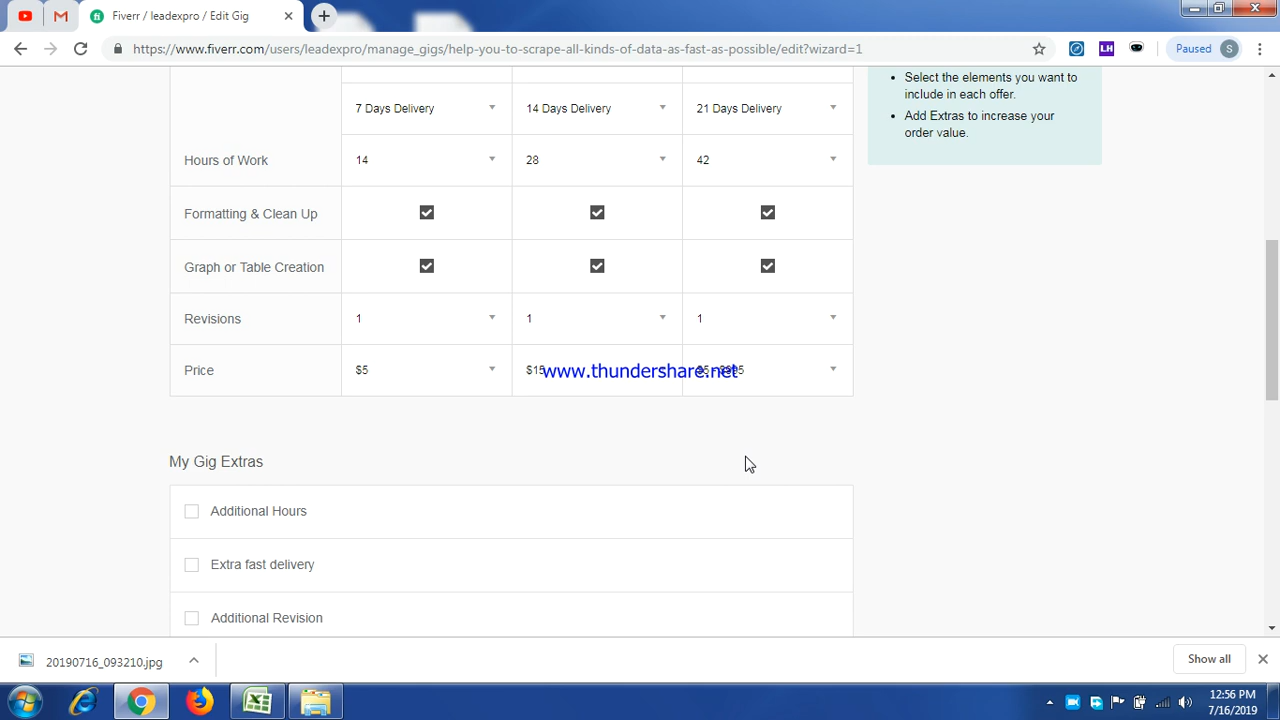 Fiverr / leadexpro / Edit Gig
https://www.fiverr.com/users/leadexpro/manage_gigs/help-you-to-scrape-all-kinds-of-data-as-fast-as-possible/edit?wizard=1
LH
Paused S
Select the elements you want to include in each offer.
Add Extras to increase your order value.
7 Days Delivery 14 Days Delivery 21 Days Delivery
Hours of Work 14 28 42
Formatting & Clean Up
Graph or Table Creation
Revisions 1 1 1
Price $5 $15
www.thundershare.net
My Gig Extras
Additional Hours
Extra fast delivery
Additional Revision
20190716_093210.jpg
Show all
12:56 PM
7/16/2019